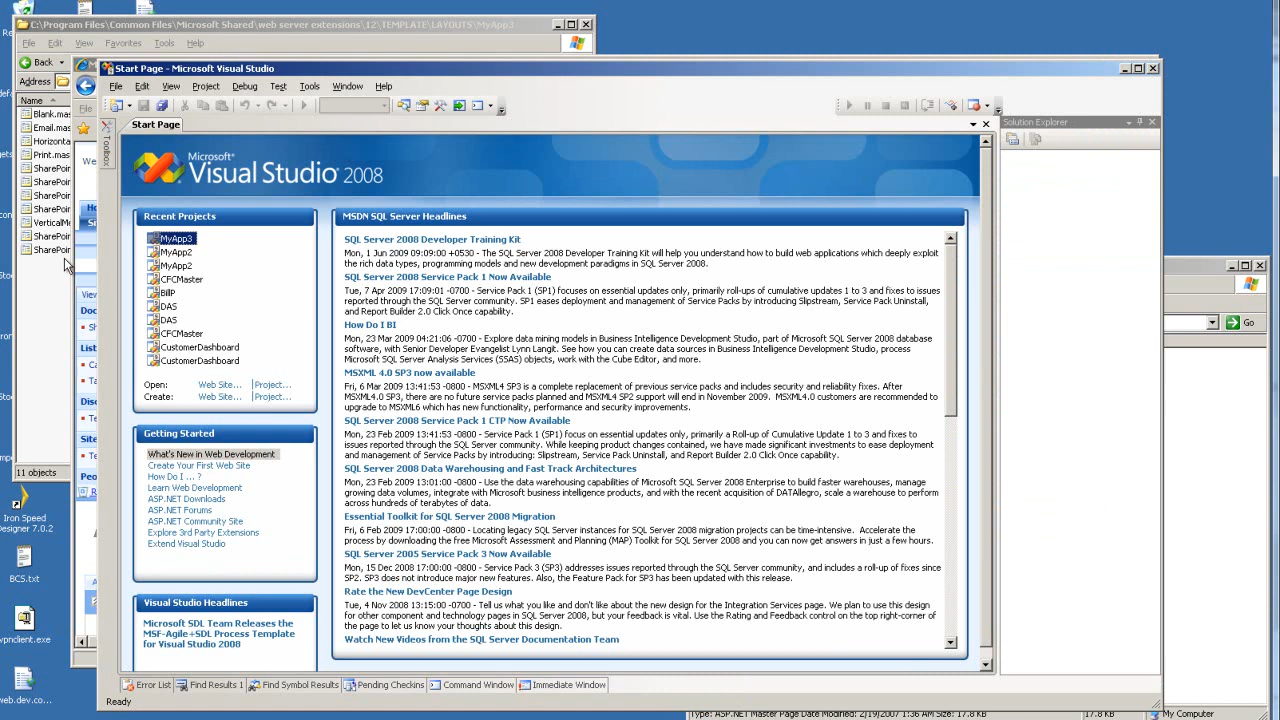 C:\Program Files\Common Files\Microsoft Shared\web server extensions\12\TEMPLATE\LAYOUTS\MyApp3
File Edit View Favorites Tools Help
Back
Address
Name
Blank.mas
Email.mas
Horizonta
Print.mas
SharePoin
SharePoin
SharePoin
SharePoin
VerticalMe
SharePoin
SharePoin
11 objects
Start Page - Microsoft Visual Studio
File Edit View Project Debug Test Tools Window Help
Toolbox
Start Page
Solution Explorer
Microsoft®
Visual Studio® 2008
Recent Projects
MyApp3
MyApp2
MyApp2
CFCMaster
BillP
DAS
DAS
CFCMaster
CustomerDashboard
CustomerDashboard
Open: Web Site... | Project...
Create: Web Site... | Project...
Getting Started
What's New in Web Development
Create Your First Web Site
How Do I ... ?
Learn Web Development
ASP.NET Downloads
ASP.NET Forums
ASP.NET Community Site
Explore 3rd Party Extensions
Extend Visual Studio
Visual Studio Headlines
Microsoft SDL Team Releases the
MSF-Agile+SDL Process Template
for Visual Studio 2008
MSDN SQL Server Headlines
SQL Server 2008 Developer Training Kit
Mon, 1 Jun 2009 09:09:00 +0530 - The SQL Server 2008 Developer Training Kit will help you understand how to build web applications which deeply exploit
the rich data types, programming models and new development paradigms in SQL Server 2008.
SQL Server 2008 Service Pack 1 Now Available
Tue, 7 Apr 2009 17:09:01 -0700 - Service Pack 1 (SP1) focuses on essential updates only, primarily rollups of cumulative updates 1 to 3 and fixes to issues
reported through the SQL Server community. SP1 eases deployment and management of Service Packs by introducing Slipstream, Service Pack Uninstall,
and Report Builder 2.0 Click Once capability.
How Do I BI
Mon, 23 Mar 2009 04:21:06 -0700 - Explore data mining models in Business Intelligence Development Studio, part of Microsoft SQL Server 2008 database
software, with Senior Developer Evangelist Lynn Langit. See how you can create data sources in Business Intelligence Development Studio, process
Microsoft SQL Server Analysis Services (SSAS) objects, work with the Cube Editor, and more.
MSXML 4.0 SP3 now available
Fri, 6 Mar 2009 13:41:53 -0800 - MSXML4 SP3 is a complete replacement of previous service packs and includes security and reliability fixes. After
MSXML4.0 SP3, there are no future service packs planned and MSXML4 SP2 support will end in November 2009. MSXML4.0 customers are recommended to
upgrade to MSXML6 which has new functionality, performance and security improvements.
SQL Server 2008 Service Pack 1 CTP Now Available
Mon, 23 Feb 2009 13:41:53 -0800 - Service Pack 1 (SP1) focus on essential updates only, primarily a Roll-up of Cumulative Update 1 to 3 and fixes to
issues reported through the SQL Server community. While keeping product changes contained, we have made significant investments to ease deployment
and management of Service Packs by introducing: Slipstream, Service Pack Uninstall, and Report Builder 2.0 Click Once capability.
SQL Server 2008 Data Warehousing and Fast Track Architectures
Mon, 23 Feb 2009 13:01:00 -0800 - Use the data warehousing capabilities of Microsoft SQL Server 2008 Enterprise to build faster warehouses, manage
growing data volumes, integrate with Microsoft business intelligence products, and with the recent acquisition of DATAllegro, scale a warehouse to perform
across hundreds of terabytes of data.
Essential Toolkit for SQL Server 2008 Migration
Fri, 6 Feb 2009 17:00:00 -0800 - Locating legacy SQL Server instances for SQL Server 2008 migration projects can be time-intensive. Accelerate the
process by downloading the free Microsoft Assessment and Planning (MAP) Toolkit for SQL Server 2008 and you can now get answers in just a few hours.
SQL Server 2005 Service Pack 3 Now Available
Mon, 15 Dec 2008 17:00:00 -0800 - Service Pack 3 (SP3) addresses issues reported through the SQL Server community, and includes a roll-up of fixes since
SP2. SP3 does not introduce major new features. Also, the Feature Pack for SP3 has been updated with this release.
Rate the New DevCenter Page Design
Tue, 4 Nov 2008 13:15:00 -0700 - Tell us what you like and don't like about the new design for the Integration Services page. We plan to use this
design for other component and technology pages in SQL Server 2008, but your feedback is vital. Use the Rating and Feedback control on the top right-corner of
the page to let us know your thoughts about this design.
Watch New Videos from the SQL Server Documentation Team
Error List Find Results 1 Find Symbol Results Pending Checkins Command Window Immediate Window
Ready
Go
Iron Speed
Designer 7.0.2
BCS.txt
vpnclient.exe
web.dev.co...
Type: ASP.NET Master Page Date Modified: 2/19/2007 1:36 AM Size: 17.8 KB 17.8 KB My Computer